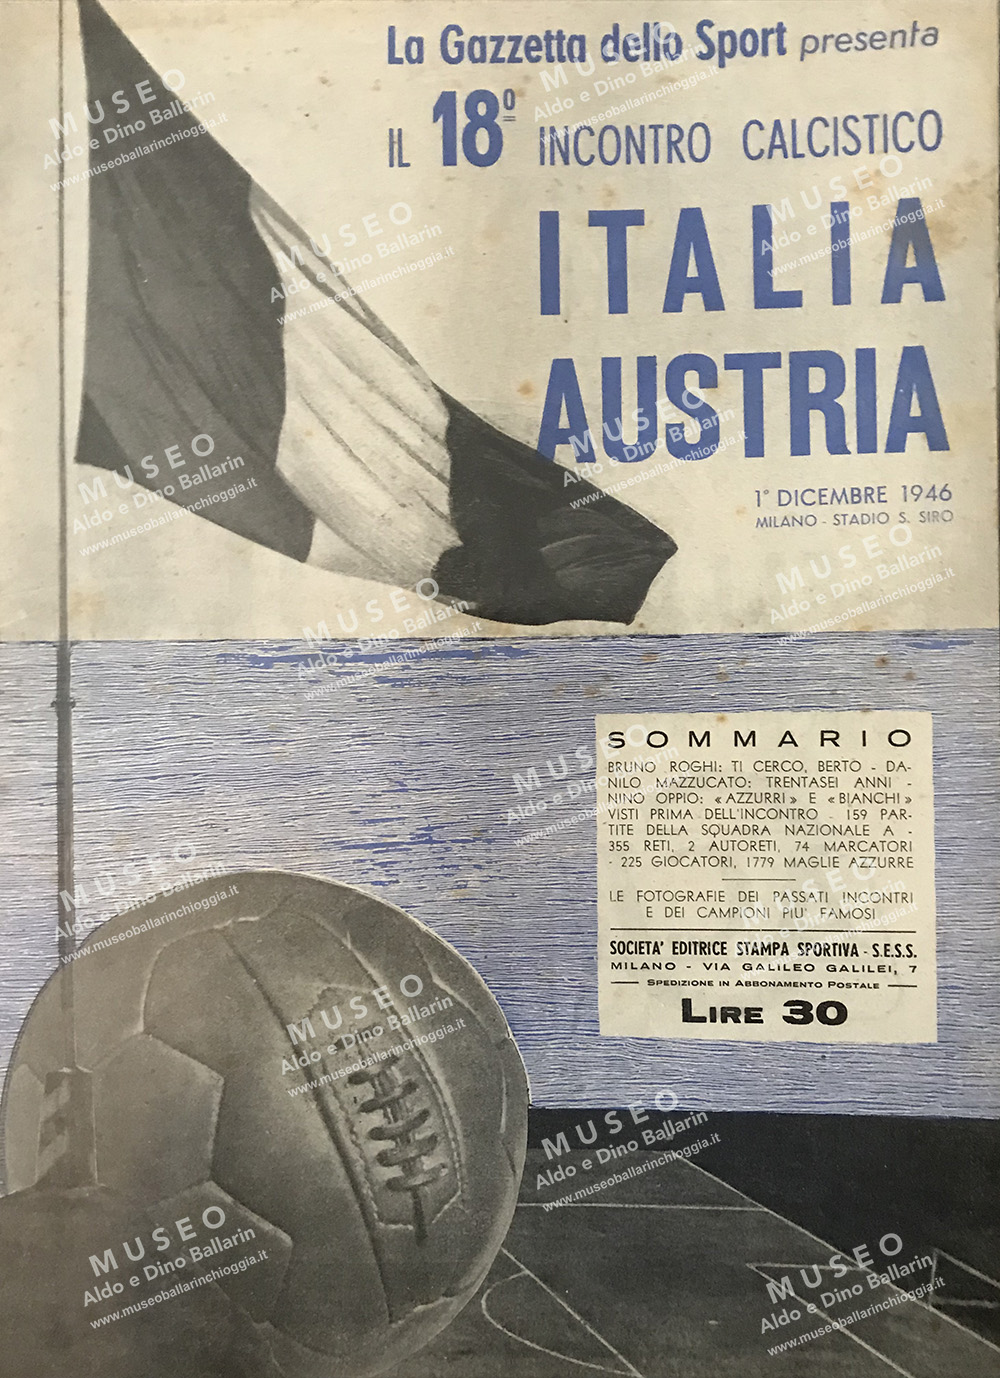 La Gazzetta dello Sport presenta
IL 18º INCONTRO CALCISTICO
ITALIA
AUSTRIA
1º DICEMBRE 1946
MILANO - STADIO S. SIRO
SOMMARIO
BRUNO ROGHI: TI CERCO, BERTO - DA-
NILO MAZZUCATO: TRENTASEI ANNI -
NINO OPPIO: «AZZURRI» E «BIANCHI»
VISTI PRIMA DELL'INCONTRO - 159 PAR-
TITE DELLA SQUADRA NAZIONALE A -
355 RETI, 2 AUTORETI, 74 MARCATORI
- 225 GIOCATORI, 1779 MAGLIE AZZURRE
LE FOTOGRAFIE DEI PASSATI INCONTRI
E DEI CAMPIONI PIU' FAMOSI
SOCIETA' EDITRICE STAMPA SPORTIVA - S.E.S.S.
MILANO - VIA GALILEO GALILEI, 7
SPEDIZIONE IN ABBONAMENTO POSTALE
LIRE 30
MUSEO
Aldo e Dino Ballarin
www.museoballarinchioggia.it